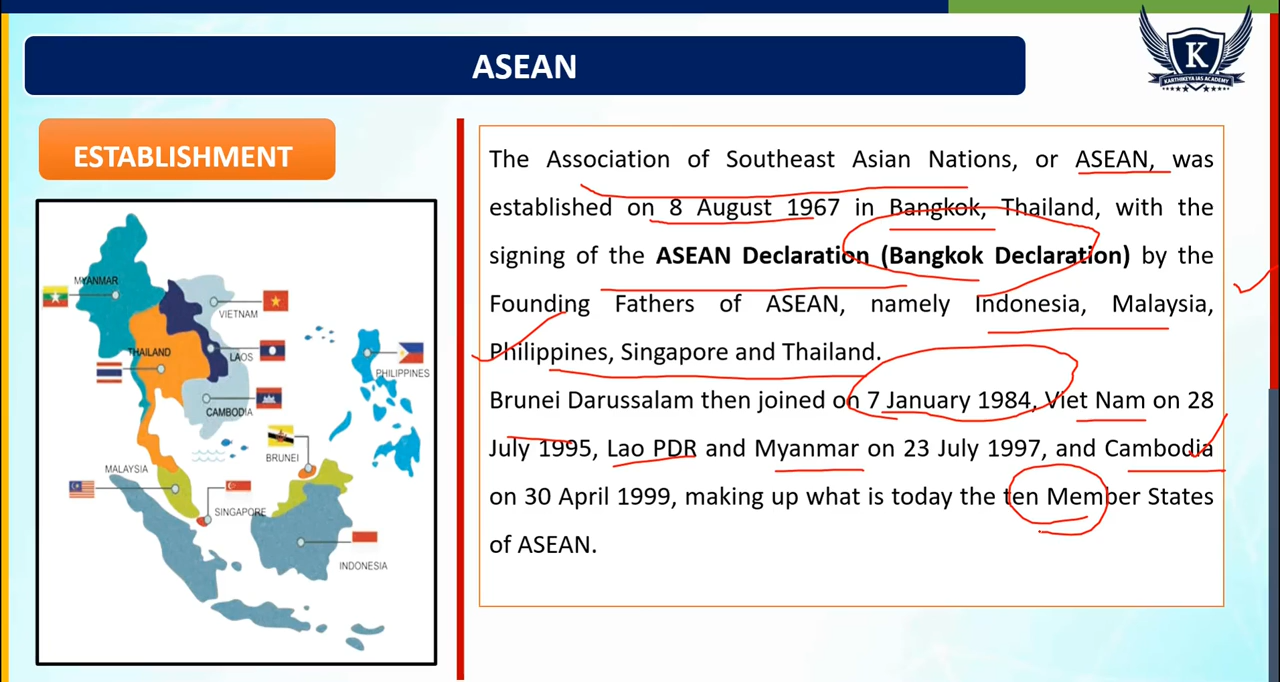 ASEAN
K
KARTHIKEYA IAS ACADEMY
ESTABLISHMENT
MYANMAR
VIETNAM
THAILAND
LAOS
PHILIPPINES
CAMBODIA
BRUNEI
MALAYSIA
SINGAPORE
INDONESIA
The Association of Southeast Asian Nations, or ASEAN, was
established on 8 August 1967 in Bangkok, Thailand, with the
signing of the ASEAN Declaration (Bangkok Declaration) by the
Founding Fathers of ASEAN, namely Indonesia, Malaysia,
Philippines, Singapore and Thailand.
Brunei Darussalam then joined on 7 January 1984, Viet Nam on 28
July 1995, Lao PDR and Myanmar on 23 July 1997, and Cambodia
on 30 April 1999, making up what is today the ten Member States
of ASEAN.